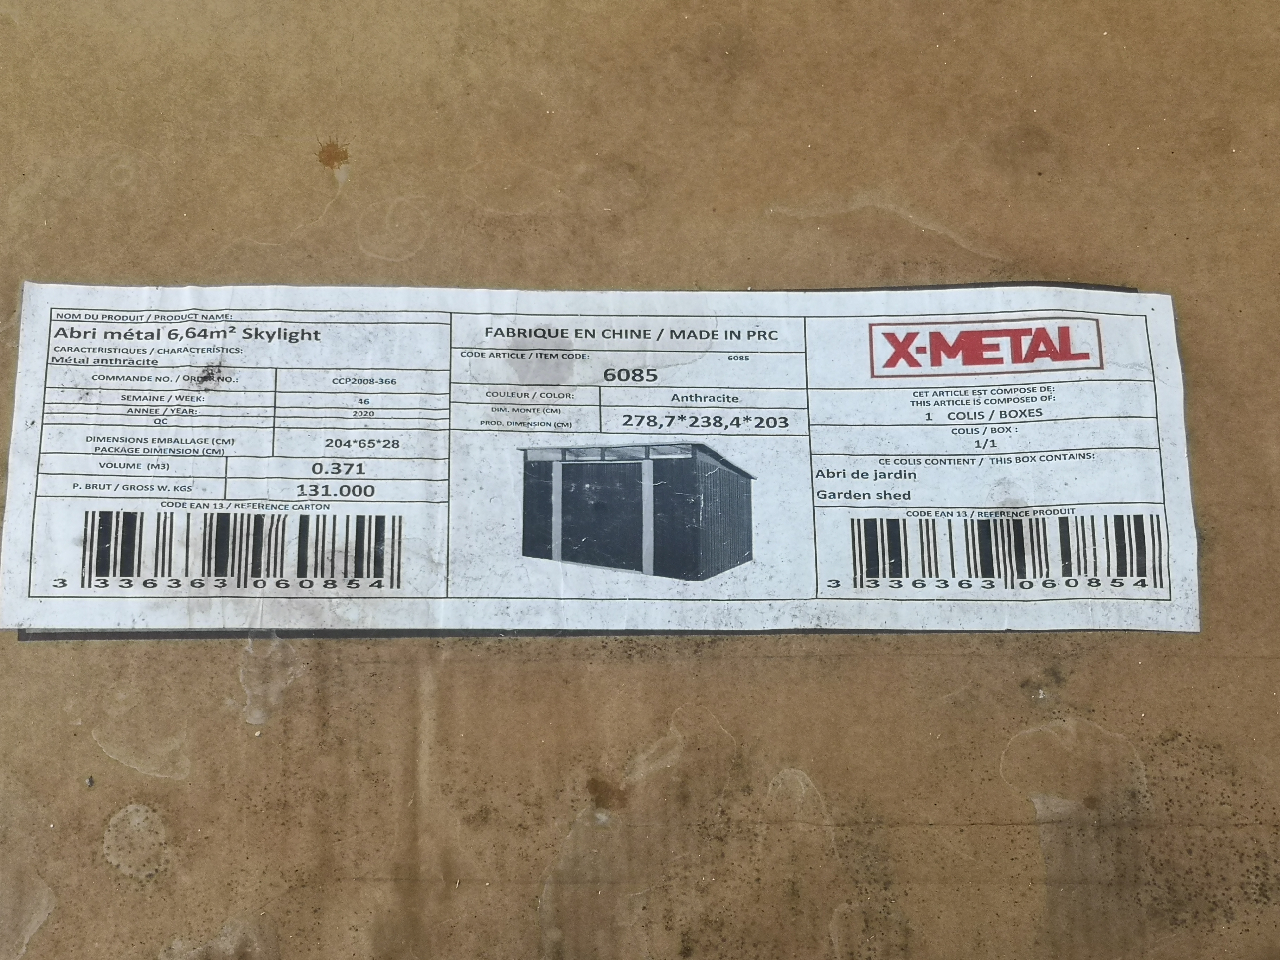 NOM DU PRODUIT / PRODUCT NAME:
Abri métal 6,64m² Skylight
CARACTERISTIQUES / CHARACTERİSTİCS:
Métal anthracite
COMMANDE NO. / ORDER NO.:
CCP2008-366
SEMAINE / WEEK:
46
ANNEE / YEAR:
2020
QC
DIMENSIONS EMBALLAGE (CM)
PACKAGE DIMENSION (CM)
204*65*28
VOLUME (M3)
0.371
P. BRUT / GROSS W. KGS
131.000
CODE EAN 13 / REFERENCE CARTON
3 336363 060854
FABRIQUE EN CHINE / MADE IN PRC
CODE ARTICLE / ITEM CODE:
6085
6085
COULEUR / COLOR:
Anthracite
DIM. MONTE (CM)
PROD. DIMENSION (CM)
278,7*238,4*203
X-METAL
CET ARTICLE EST COMPOSE DE:
THIS ARTICLE IS COMPOSED OF:
1 COLIS / BOXES
COLIS / BOX :
1/1
CE COLIS CONTIENT / THIS BOX CONTAINS:
Abri de jardin
Garden shed
CODE EAN 13 / REFERENCE PRODUIT
3 336363 060854